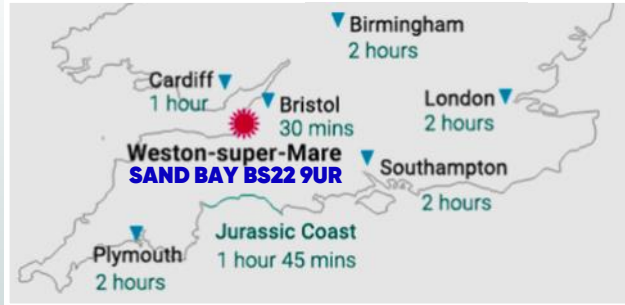 Birmingham
2 hours
Cardiff
1 hour
Bristol
30 mins
London
2 hours
Weston-super-Mare
SAND BAY BS22 9UR
Southampton
2 hours
Jurassic Coast
1 hour 45 mins
Plymouth
2 hours